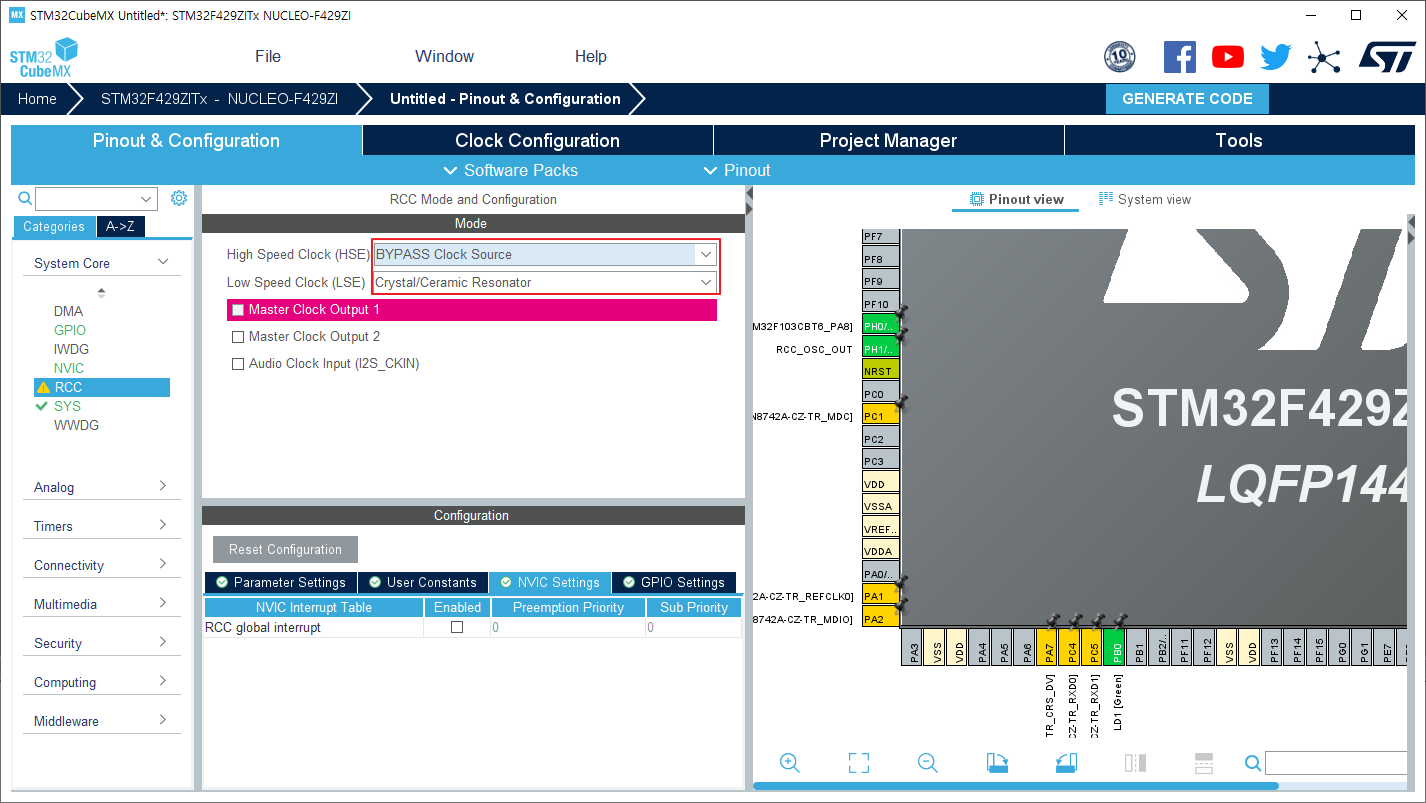 MX STM32CubeMX Untitled*: STM32F429ZITx NUCLEO-F429ZI
STM32
CubeMX
File Window Help
10 YEARS
Home STM32F429ZITx - NUCLEO-F429ZI Untitled - Pinout & Configuration GENERATE CODE
Pinout & Configuration Clock Configuration Project Manager Tools
Software Packs Pinout
Categories A->Z
System Core
DMA
GPIO
IWDG
NVIC
RCC
SYS
WWDG
Analog
Timers
Connectivity
Multimedia
Security
Computing
Middleware
RCC Mode and Configuration
Mode
High Speed Clock (HSE) BYPASS Clock Source
Low Speed Clock (LSE) Crystal/Ceramic Resonator
Master Clock Output 1
Master Clock Output 2
Audio Clock Input (I2S_CKIN)
Configuration
Reset Configuration
Parameter Settings User Constants NVIC Settings GPIO Settings
NVIC Interrupt Table Enabled Preemption Priority Sub Priority
RCC global interrupt 0 0
Pinout view System view
PF7
PF8
PF9
PF10
M32F103CBT6_PA8] PH0/..
RCC_OSC_OUT PH1/..
NRST
PC0
N8742A-CZ-TR_MDC] PC1
PC2
PC3
VDD
VSSA
VREF..
VDDA
PA0/..
2A-CZ-TR_REFCLK0] PA1
8742A-CZ-TR_MDIO] PA2
STM32F429Z
LQFP144
PA3 VSS VDD PA4 PA5 PA6 PA7 PC4 PC5 PB0 PB1 PB2/.. PF11 PF12 VSS VDD PF13 PF14 PF15 PG0 PG1 PE7
TR_CRS_DV]
CZ-TR_RXD0]
CZ-TR_RXD1]
LD1 [Green]